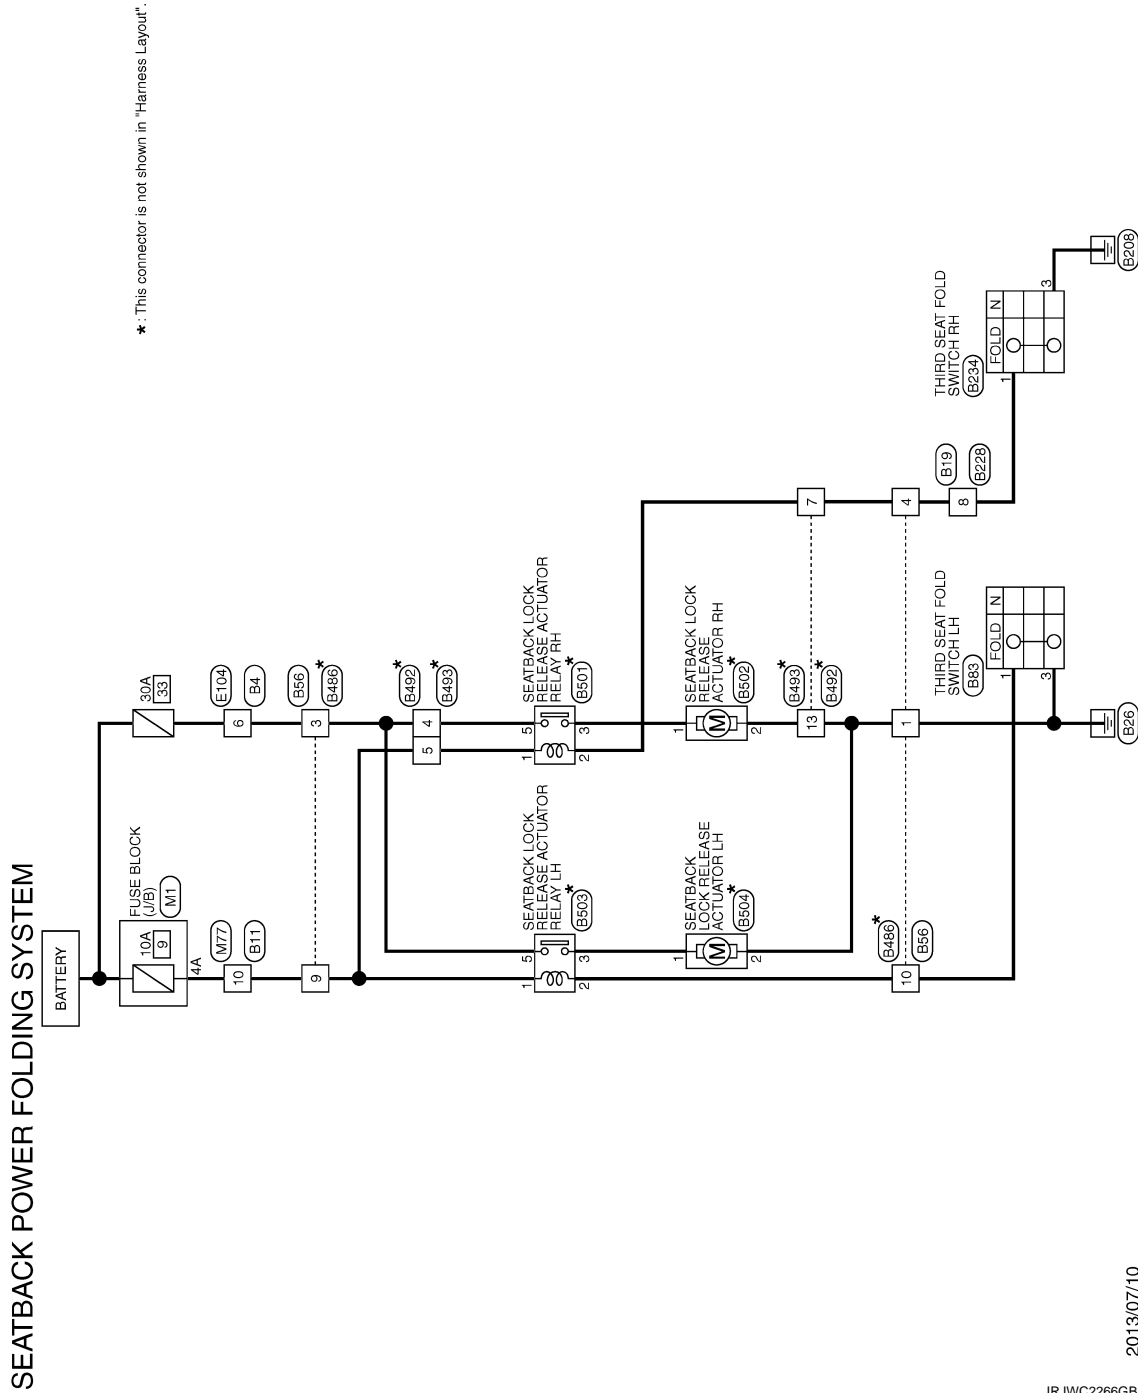 SEATBACK POWER FOLDING SYSTEM
BATTERY
FUSE BLOCK
(J/B)
M1
10A
9
4A
30A
33
10
M77
B11
6
E104
B4
9
3
B56
B486
*
5
4
B492
*
B493
*
SEATBACK LOCK
RELEASE ACTUATOR
RELAY LH
B503
*
1
5
2
3
SEATBACK LOCK
RELEASE ACTUATOR
RELAY RH
B501
*
1
5
2
3
SEATBACK
LOCK RELEASE
ACTUATOR LH
B504
*
1
M
2
SEATBACK LOCK
RELEASE
ACTUATOR RH
B502
*
1
M
2
13
B493
*
B492
*
7
10
B486
*
B56
1
4
8
B19
B228
THIRD SEAT FOLD
SWITCH LH
B83
FOLD
N
1
3
THIRD SEAT FOLD
SWITCH RH
B234
FOLD
N
1
3
B26
B208
* : This connector is not shown in "Harness Layout".
2013/07/10
JRJWC2266GB